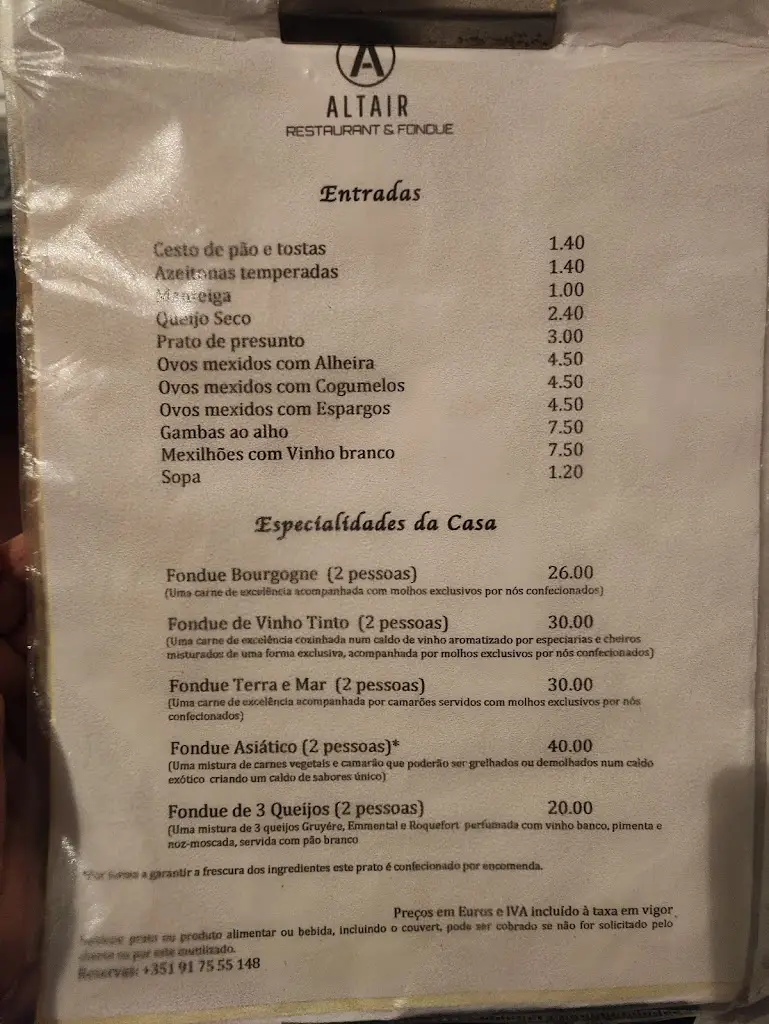 A
ALTAIR
RESTAURANT & FONDUE
Entradas
Cesto de pão e tostas 1.40
Azeitonas temperadas 1.40
Manteiga 1.00
Queijo Seco 2.40
Prato de presunto 3.00
Ovos mexidos com Alheira 4.50
Ovos mexidos com Cogumelos 4.50
Ovos mexidos com Espargos 4.50
Gambas ao alho 7.50
Mexilhões com Vinho branco 7.50
Sopa 1.20
Especialidades da Casa
Fondue Bourgogne (2 pessoas) 26.00
(Uma carne de excelência acompanhada com molhos exclusivos por nós confecionados)
Fondue de Vinho Tinto (2 pessoas) 30.00
(Uma carne de excelência cozinhada num caldo de vinho aromatizado por especiarias e cheiros
misturados de uma forma exclusiva, acompanhada por molhos exclusivos por nós confecionados)
Fondue Terra e Mar (2 pessoas) 30.00
(Uma carne de excelência acompanhada por camarões servidos com molhos exclusivos por nós
confecionados)
Fondue Asiático (2 pessoas)* 40.00
(Uma mistura de carnes vegetais e camarão que poderão ser grelhados ou demolhados num caldo
exótico criando um caldo de sabores único)
Fondue de 3 Queijos (2 pessoas) 20.00
(Uma mistura de 3 queijos Gruyére, Emmental e Roquefort perfumada com vinho banco, pimenta e
noz-moscada, servida com pão branco
a garantir a frescura dos ingredientes este prato é confecionado por encomenda.
Preços em Euros e IVA incluído à taxa em vigor
prato ou produto alimentar ou bebida, incluindo o couvert, pode ser cobrado se não for solicitado pelo
cliente ou por este inutilizado.
Reservas: +351 91 75 55 148